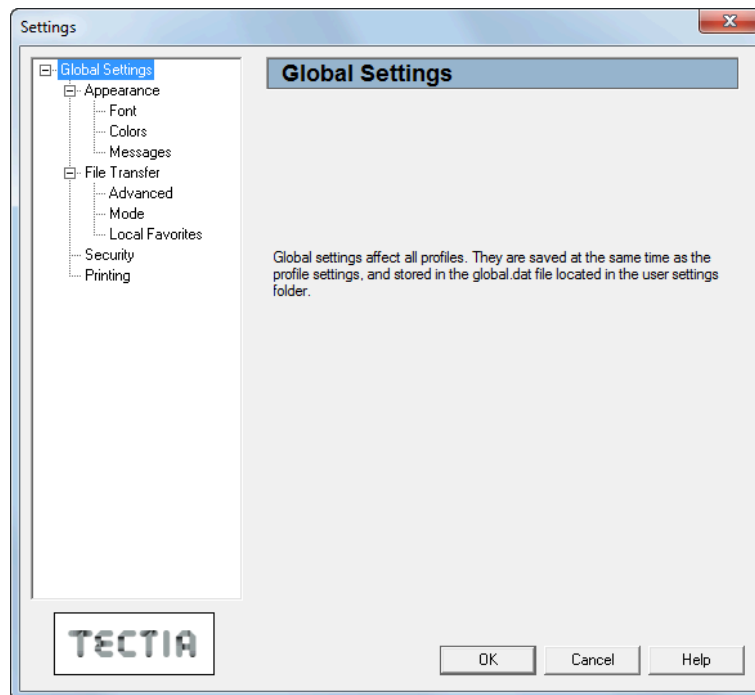 Settings
Global Settings
Appearance
Font
Colors
Messages
File Transfer
Advanced
Mode
Local Favorites
Security
Printing
Global Settings
Global settings affect all profiles. They are saved at the same time as the
profile settings, and stored in the global.dat file located in the user settings
folder.
TECTIA
OK
Cancel
Help